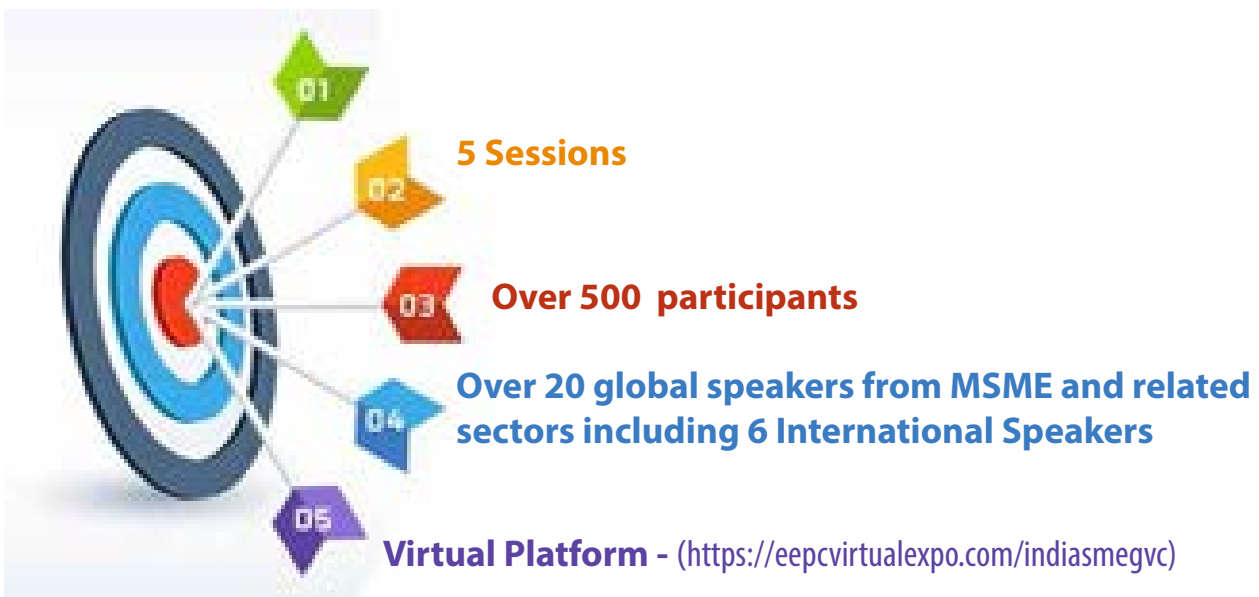 01
02
5 Sessions
03
Over 500 participants
04
Over 20 global speakers from MSME and related
sectors including 6 International Speakers
05
Virtual Platform - (https://eepcvirtualexpo.com/indiasmegvc)